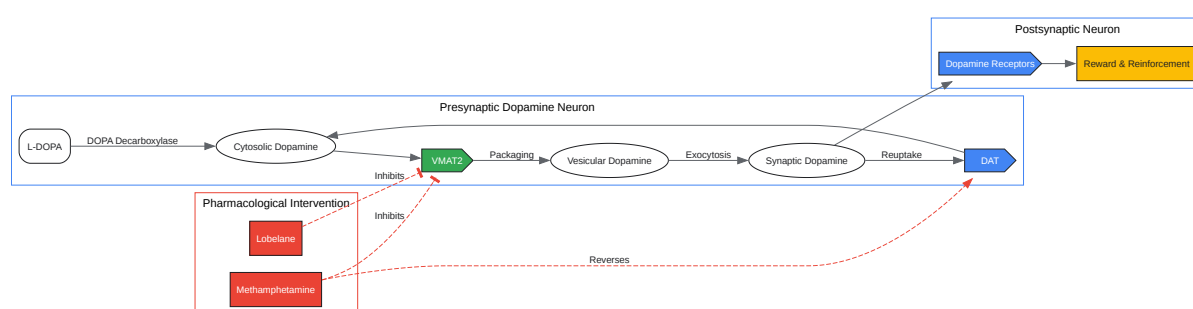 Postsynaptic Neuron
Dopamine Receptors
Reward & Reinforcement
Presynaptic Dopamine Neuron
L-DOPA
DOPA Decarboxylase
Cytosolic Dopamine
VMAT2
Packaging
Vesicular Dopamine
Exocytosis
Synaptic Dopamine
Reuptake
DAT
Inhibits
Pharmacological Intervention
Inhibits
Lobelane
Reverses
Methamphetamine